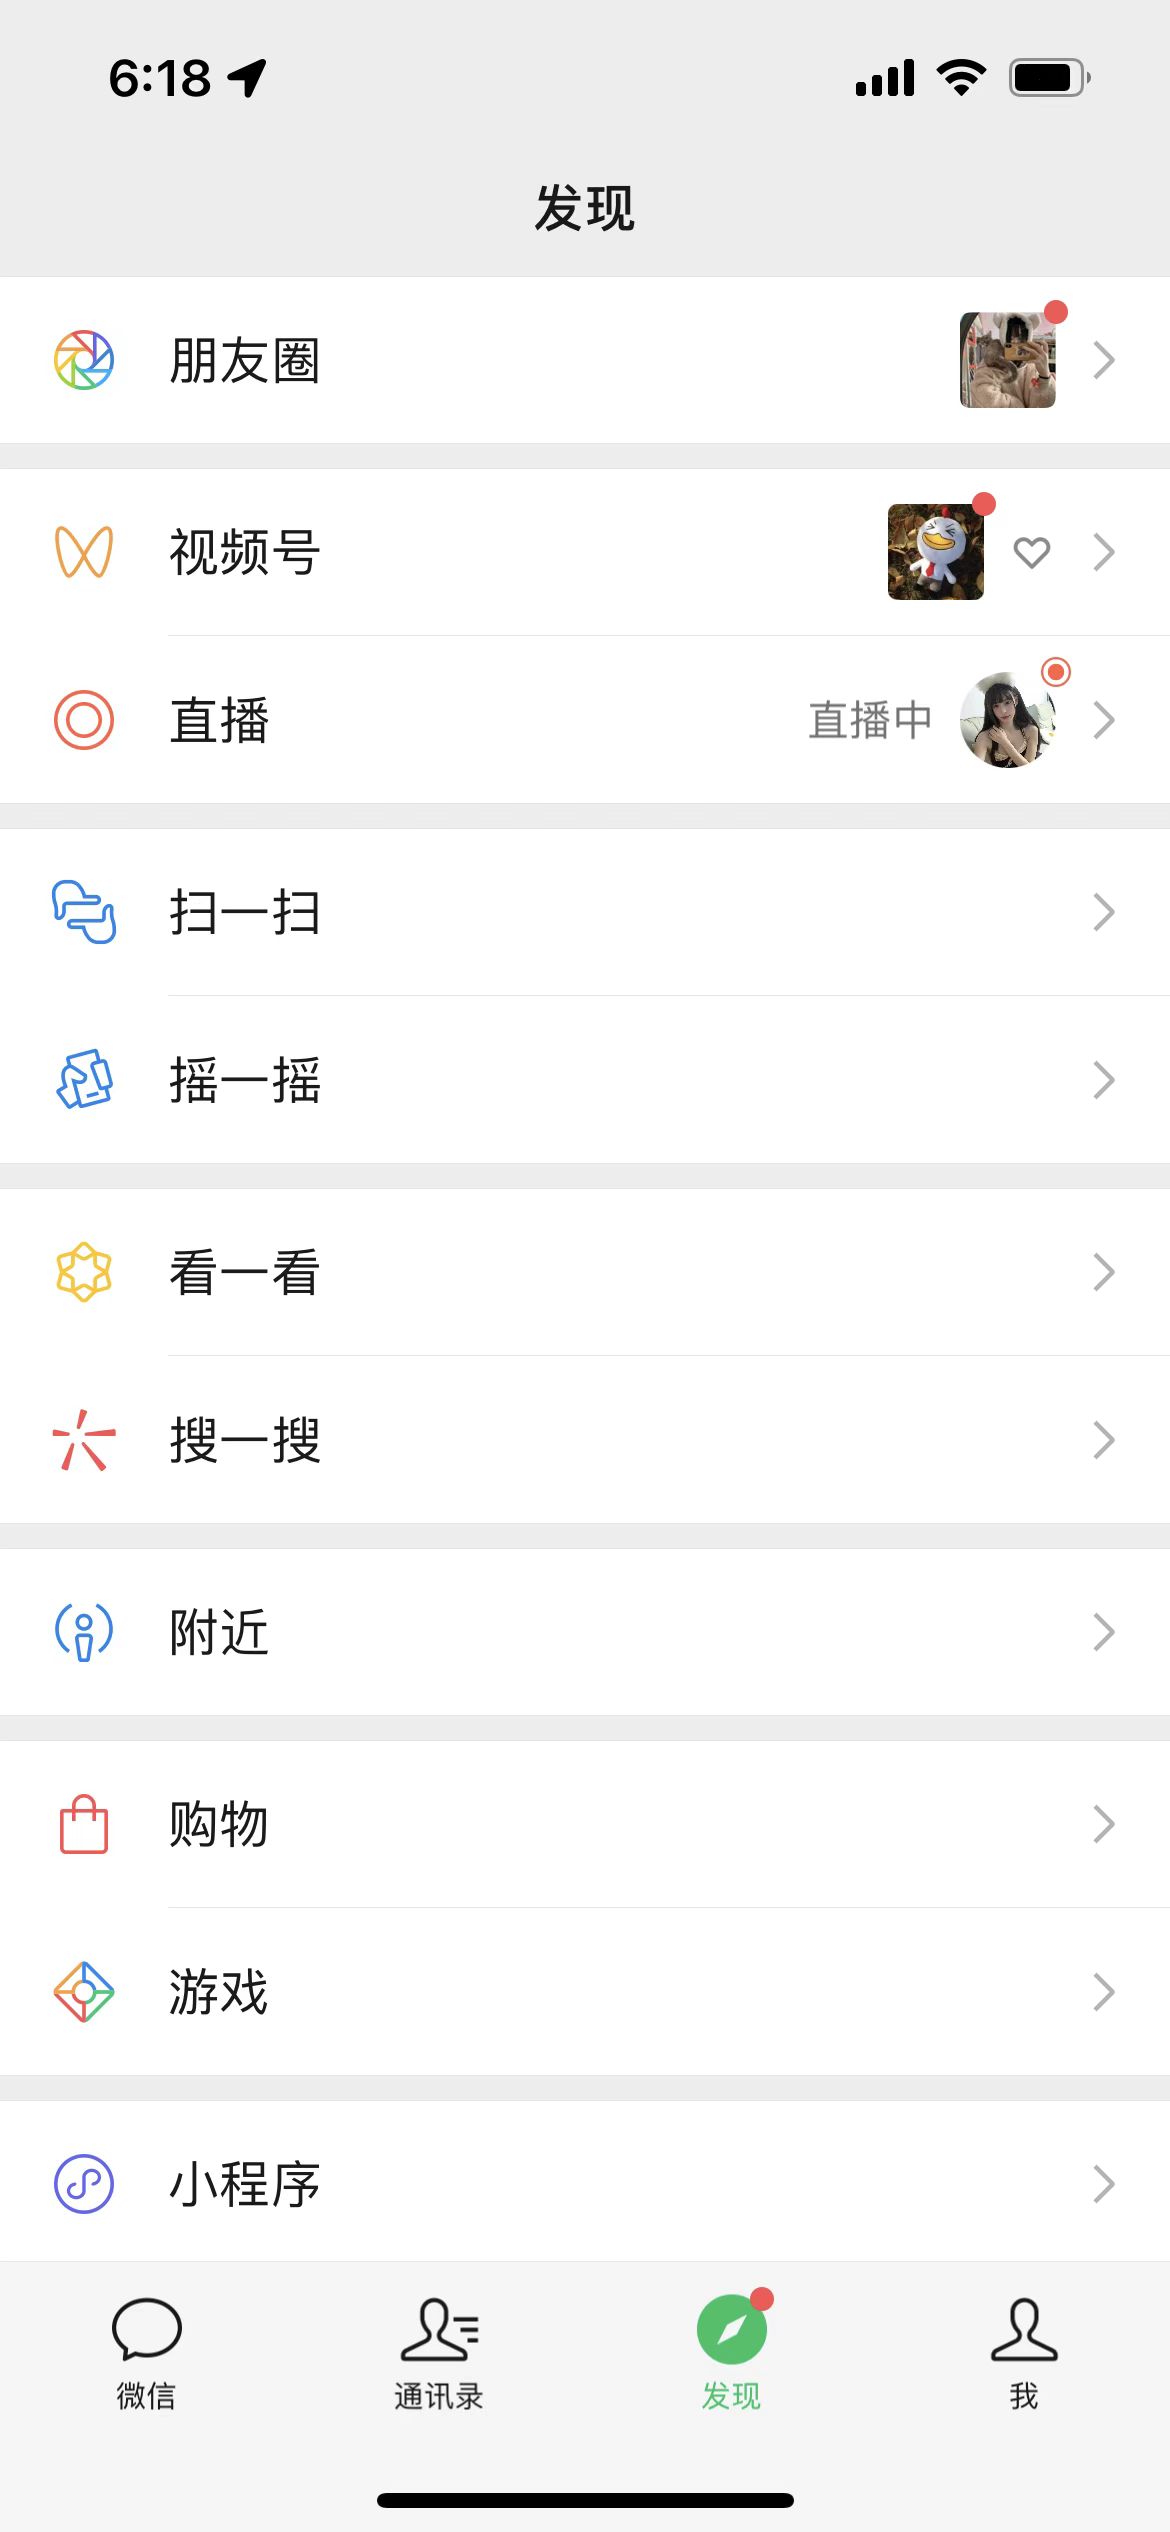 6:18
发现
朋友圈
视频号
直播
直播中
扫一扫
摇一摇
看一看
搜一搜
附近
购物
游戏
小程序
微信
通讯录
发现
我